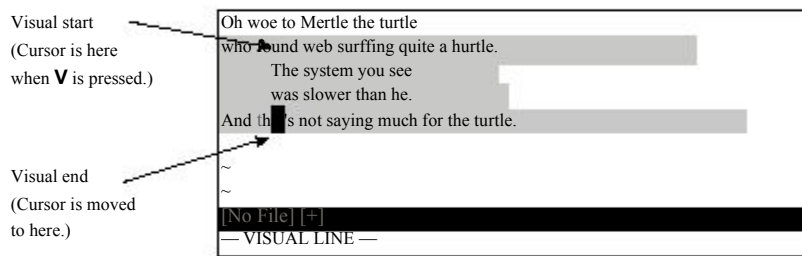 Visual start
(Cursor is here
when V is pressed.)
Oh woe to Mertle the turtle
who found web surffing quite a hurtle.
The system you see
was slower than he.
And th's not saying much for the turtle.
~
~
[No File] [+]
— VISUAL LINE —
Visual end
(Cursor is moved
to here.)